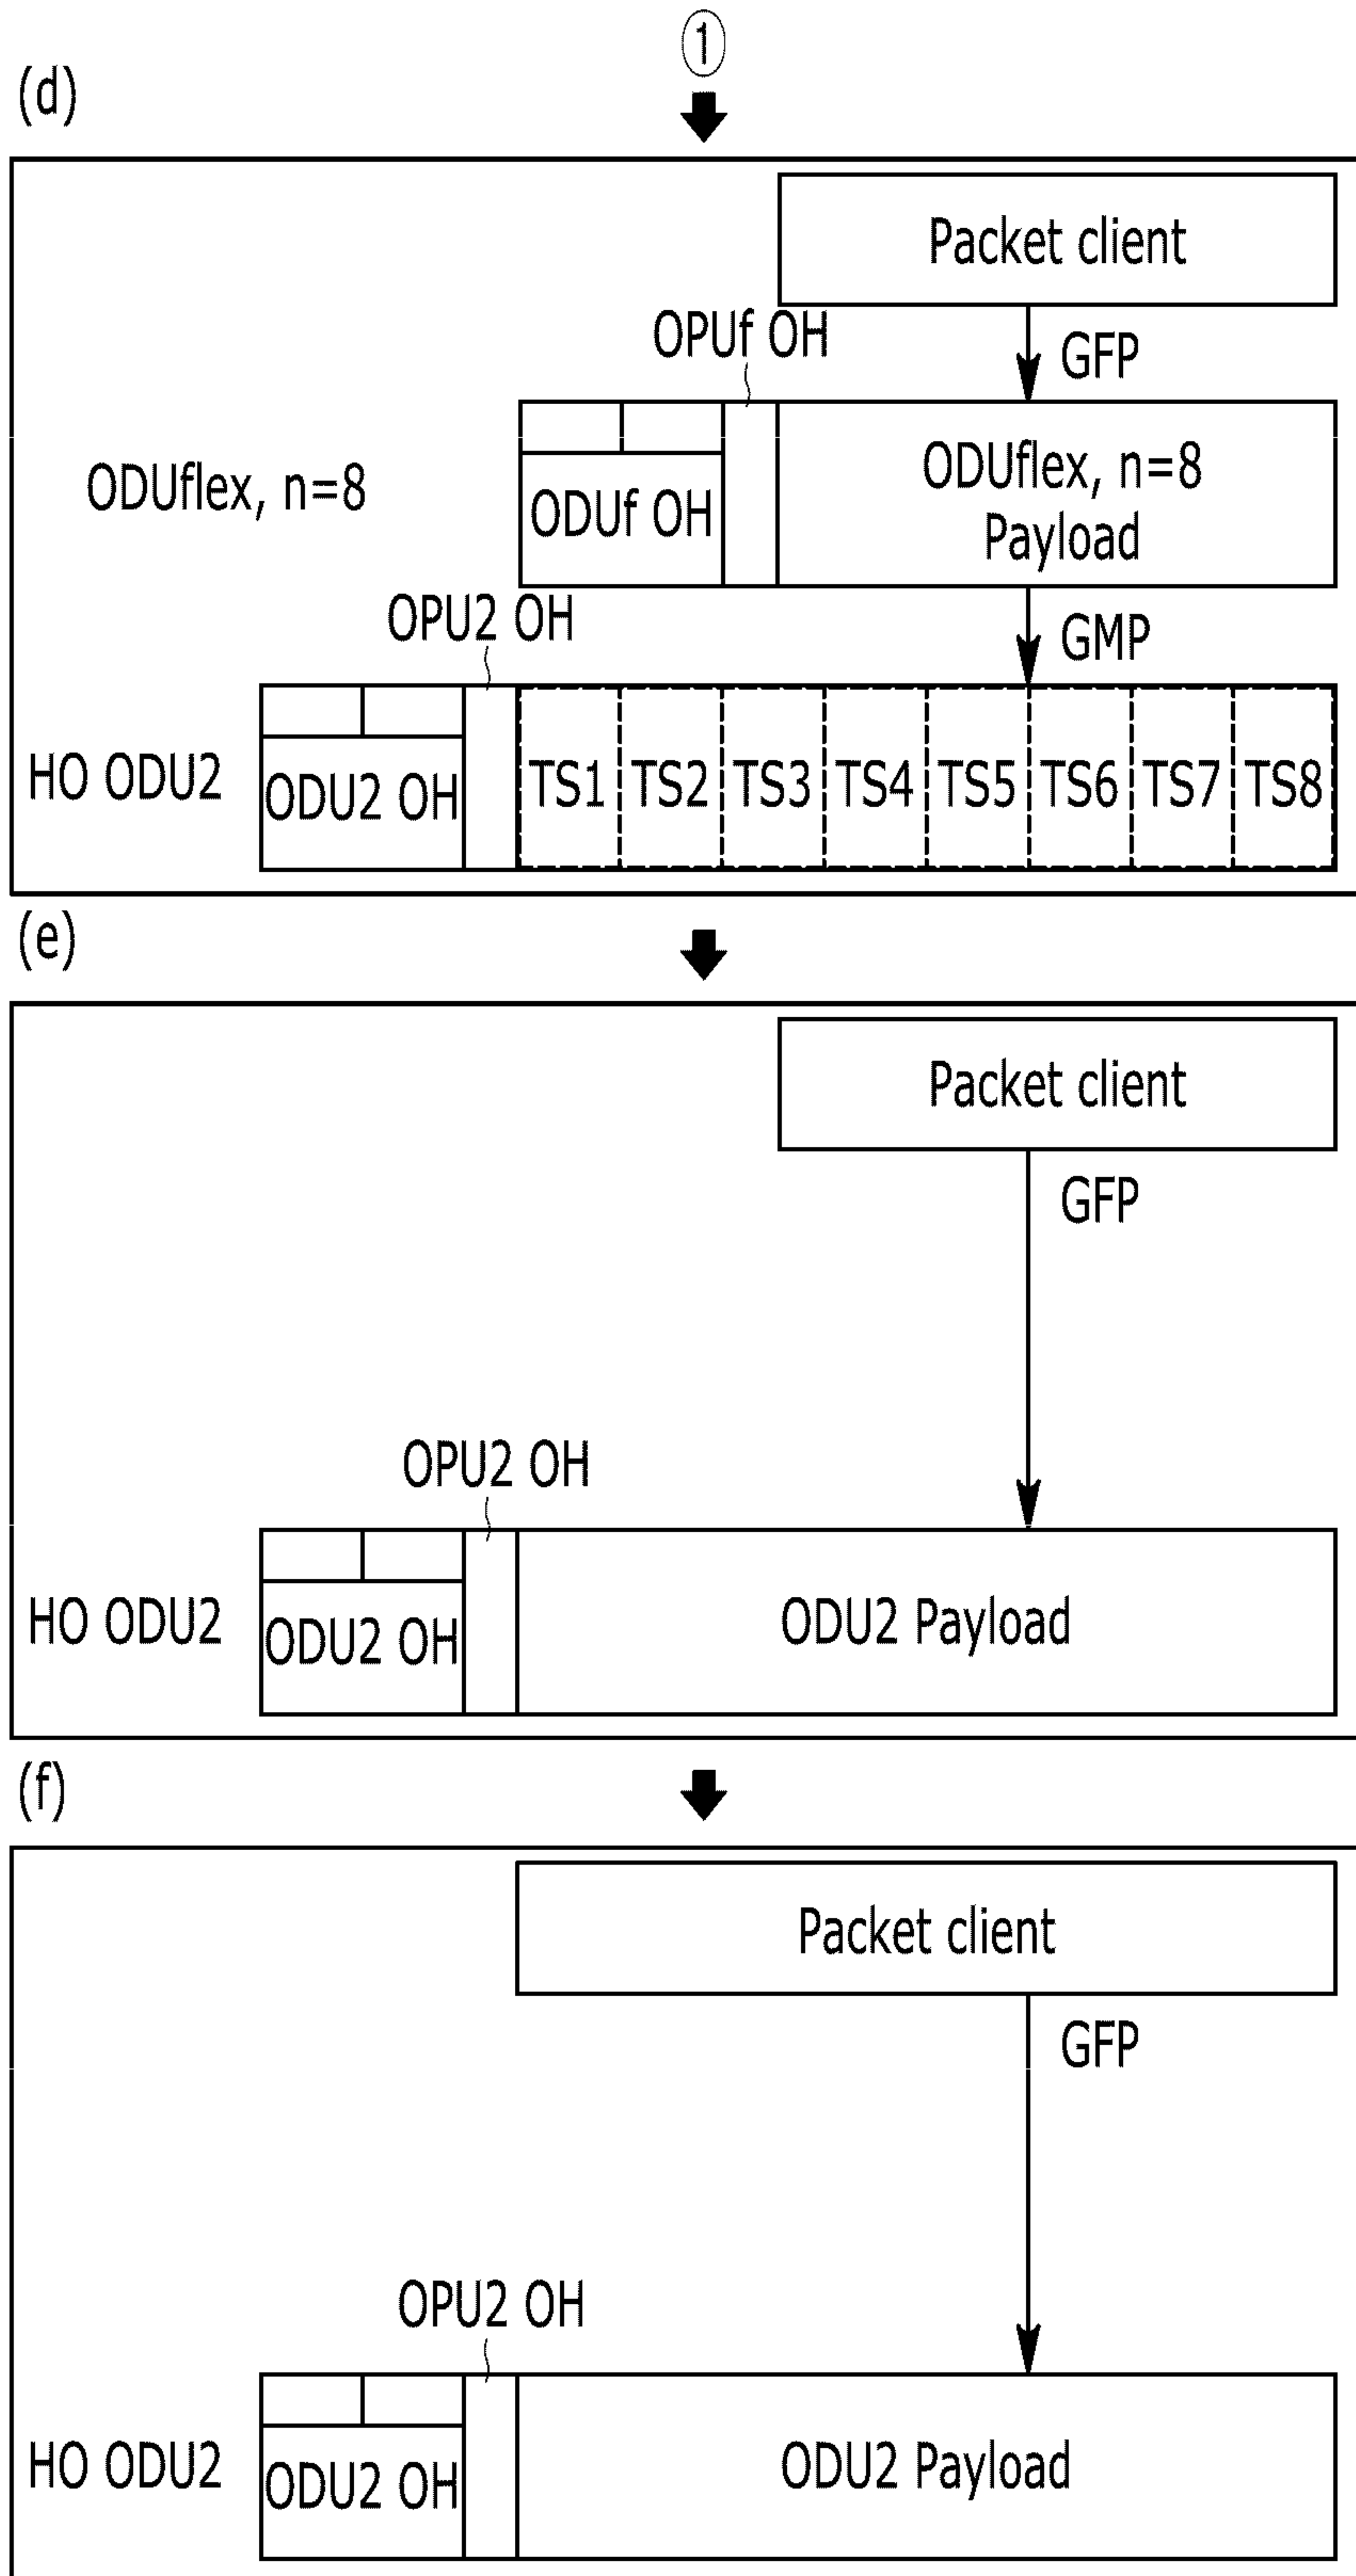 ①
(d)
Packet client
OPUf OH
GFP
ODUflex, n=8
ODUf OH
ODUflex, n=8
Payload
OPU2 OH
GMP
HO ODU2
ODU2 OH
TS1 TS2 TS3 TS4 TS5 TS6 TS7 TS8
(e)
Packet client
GFP
OPU2 OH
HO ODU2
ODU2 OH
ODU2 Payload
(f)
Packet client
GFP
OPU2 OH
HO ODU2
ODU2 OH
ODU2 Payload